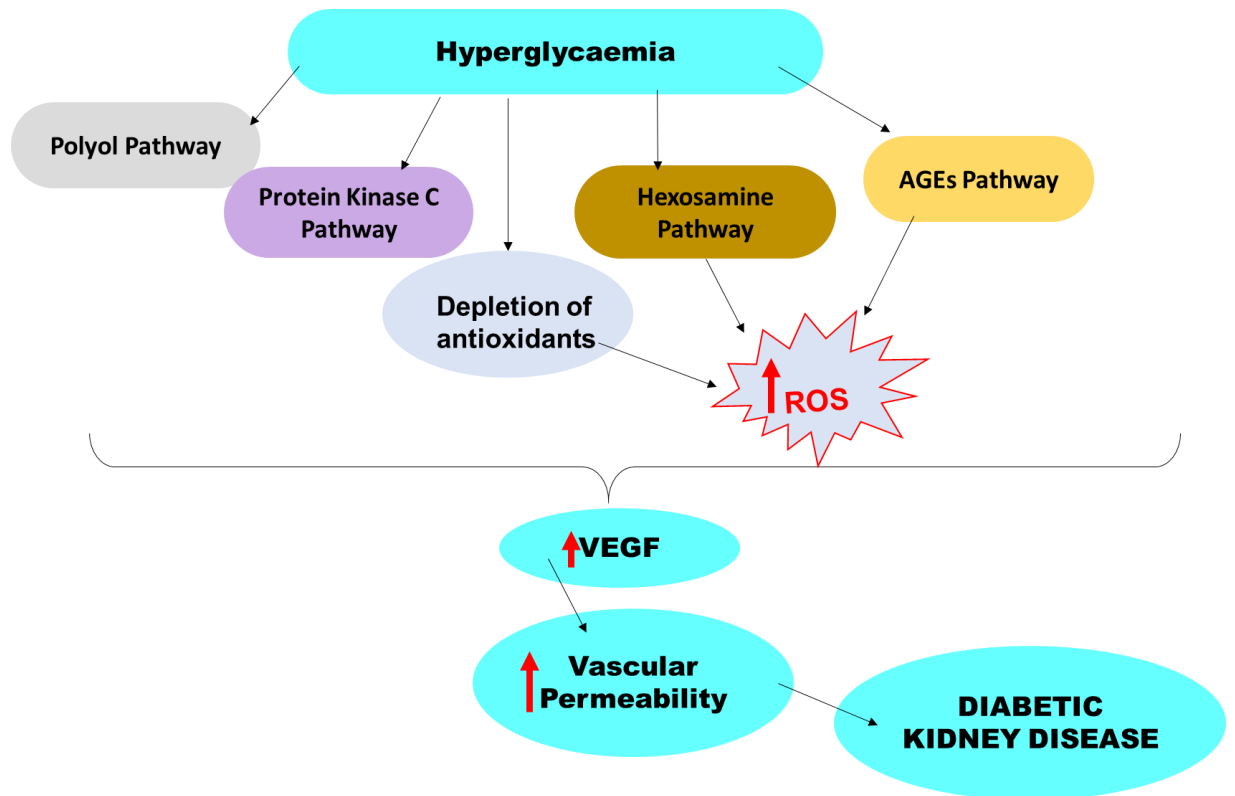 Hyperglycaemia
Polyol Pathway
Protein Kinase C
Pathway
Hexosamine
Pathway
AGEs Pathway
Depletion of
antioxidants
ROS
VEGF
Vascular
Permeability
DIABETIC
KIDNEY DISEASE